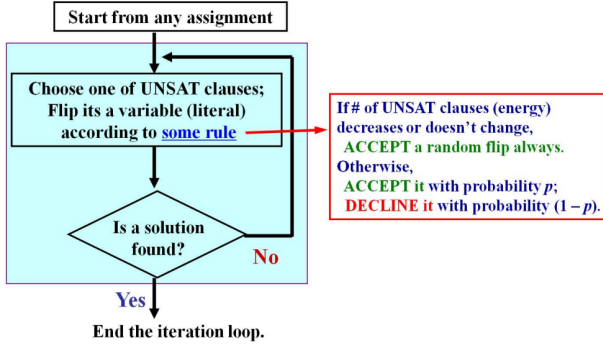 Start from any assignment
Choose one of UNSAT clauses;
Flip its a variable (literal)
according to some rule
If # of UNSAT clauses (energy)
decreases or doesn't change,
ACCEPT a random flip always.
Otherwise,
ACCEPT it with probability p;
DECLINE it with probability (1 – p).
Is a solution
found?
No
Yes
End the iteration loop.